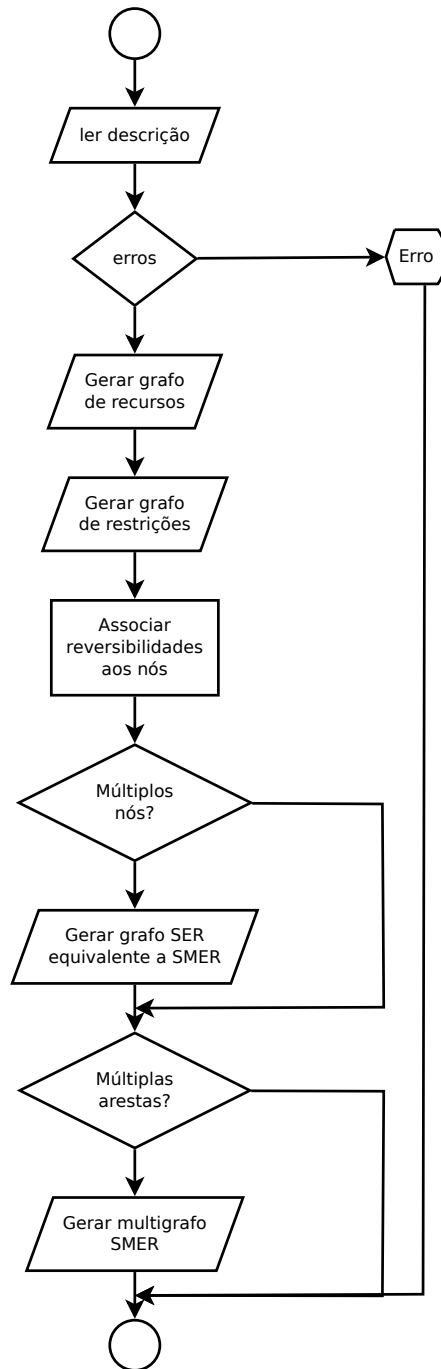 ler descrição
erros
Erro
Gerar grafo
de recursos
Gerar grafo
de restrições
Associar
reversibilidades
aos nós
Múltiplos
nós?
Gerar grafo SER
equivalente a SMER
Múltiplas
arestas?
Gerar multigrafo
SMER